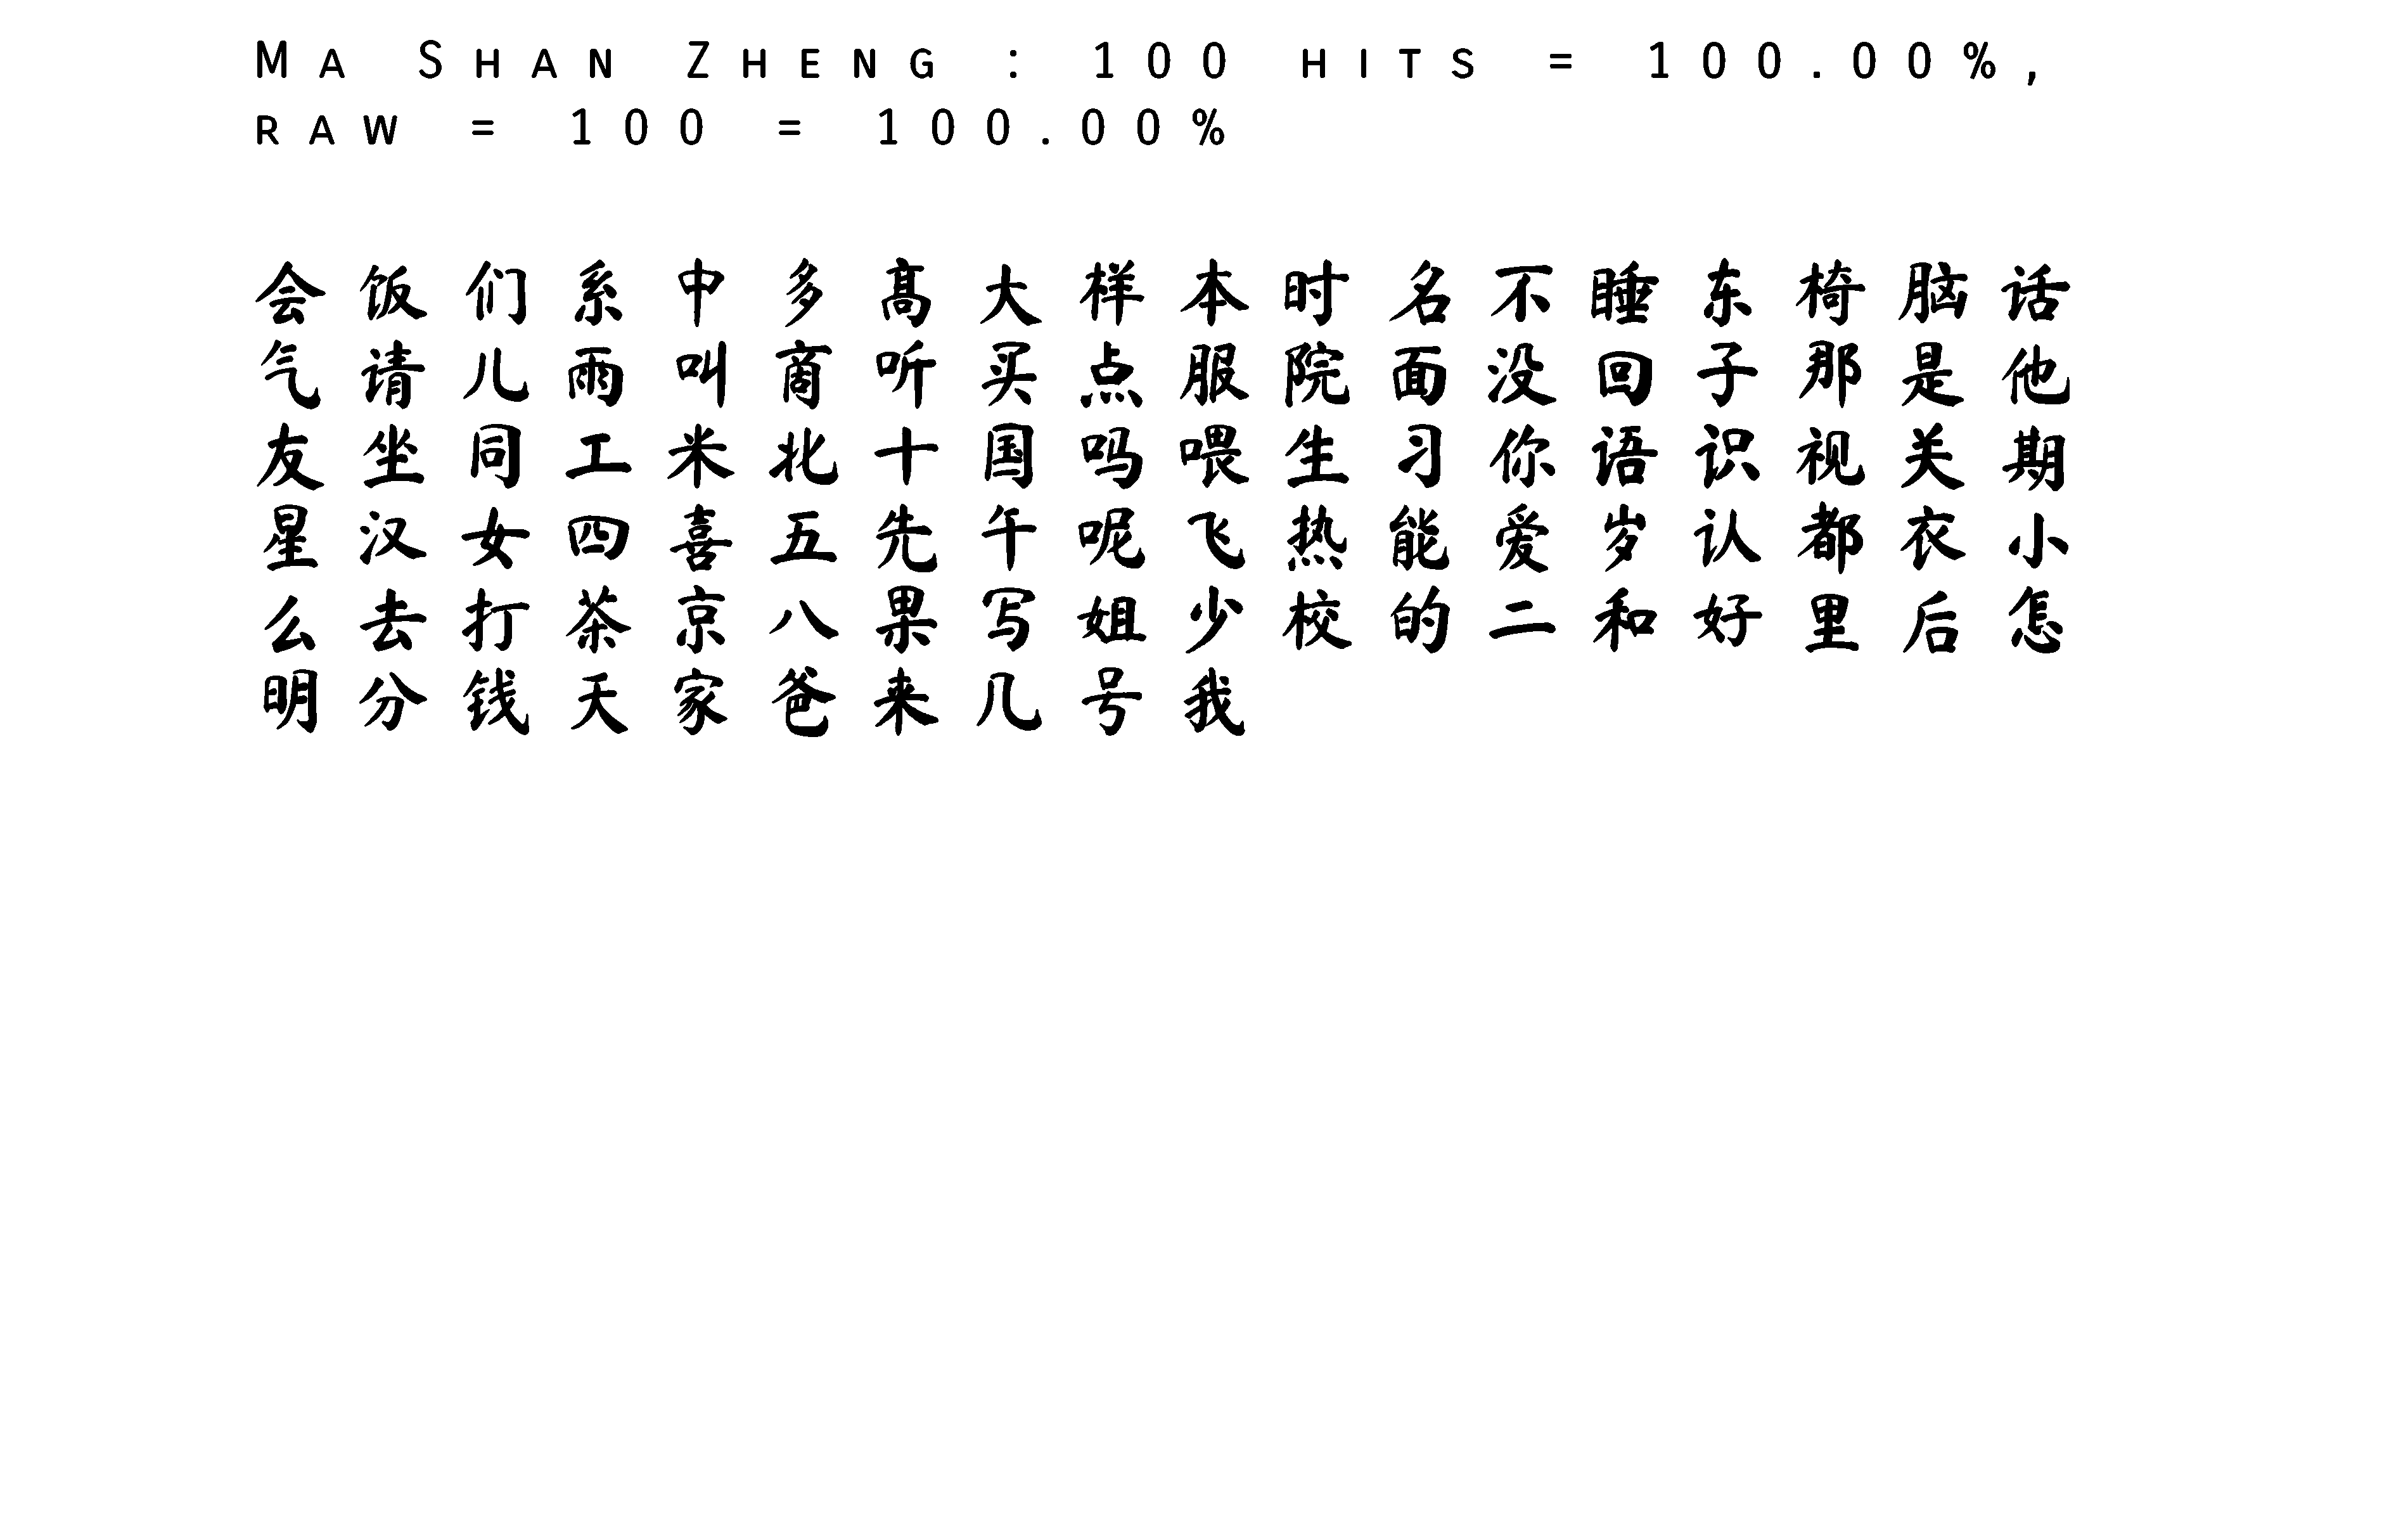 Ma Shan Zheng : 100 hits = 100.00%,
raw = 100 = 100.00%
会饭们系中多高大样本时名不睡东椅脑话
气请儿雨叫商听买点服院面没回子那是他
友坐同工米北十国吗喂生习你语识视关期
星汉女四喜五先午呢飞热能爱岁认都衣小
么去打茶京八果写姐少校的二和好里后怎
明分钱天家爸来几号我